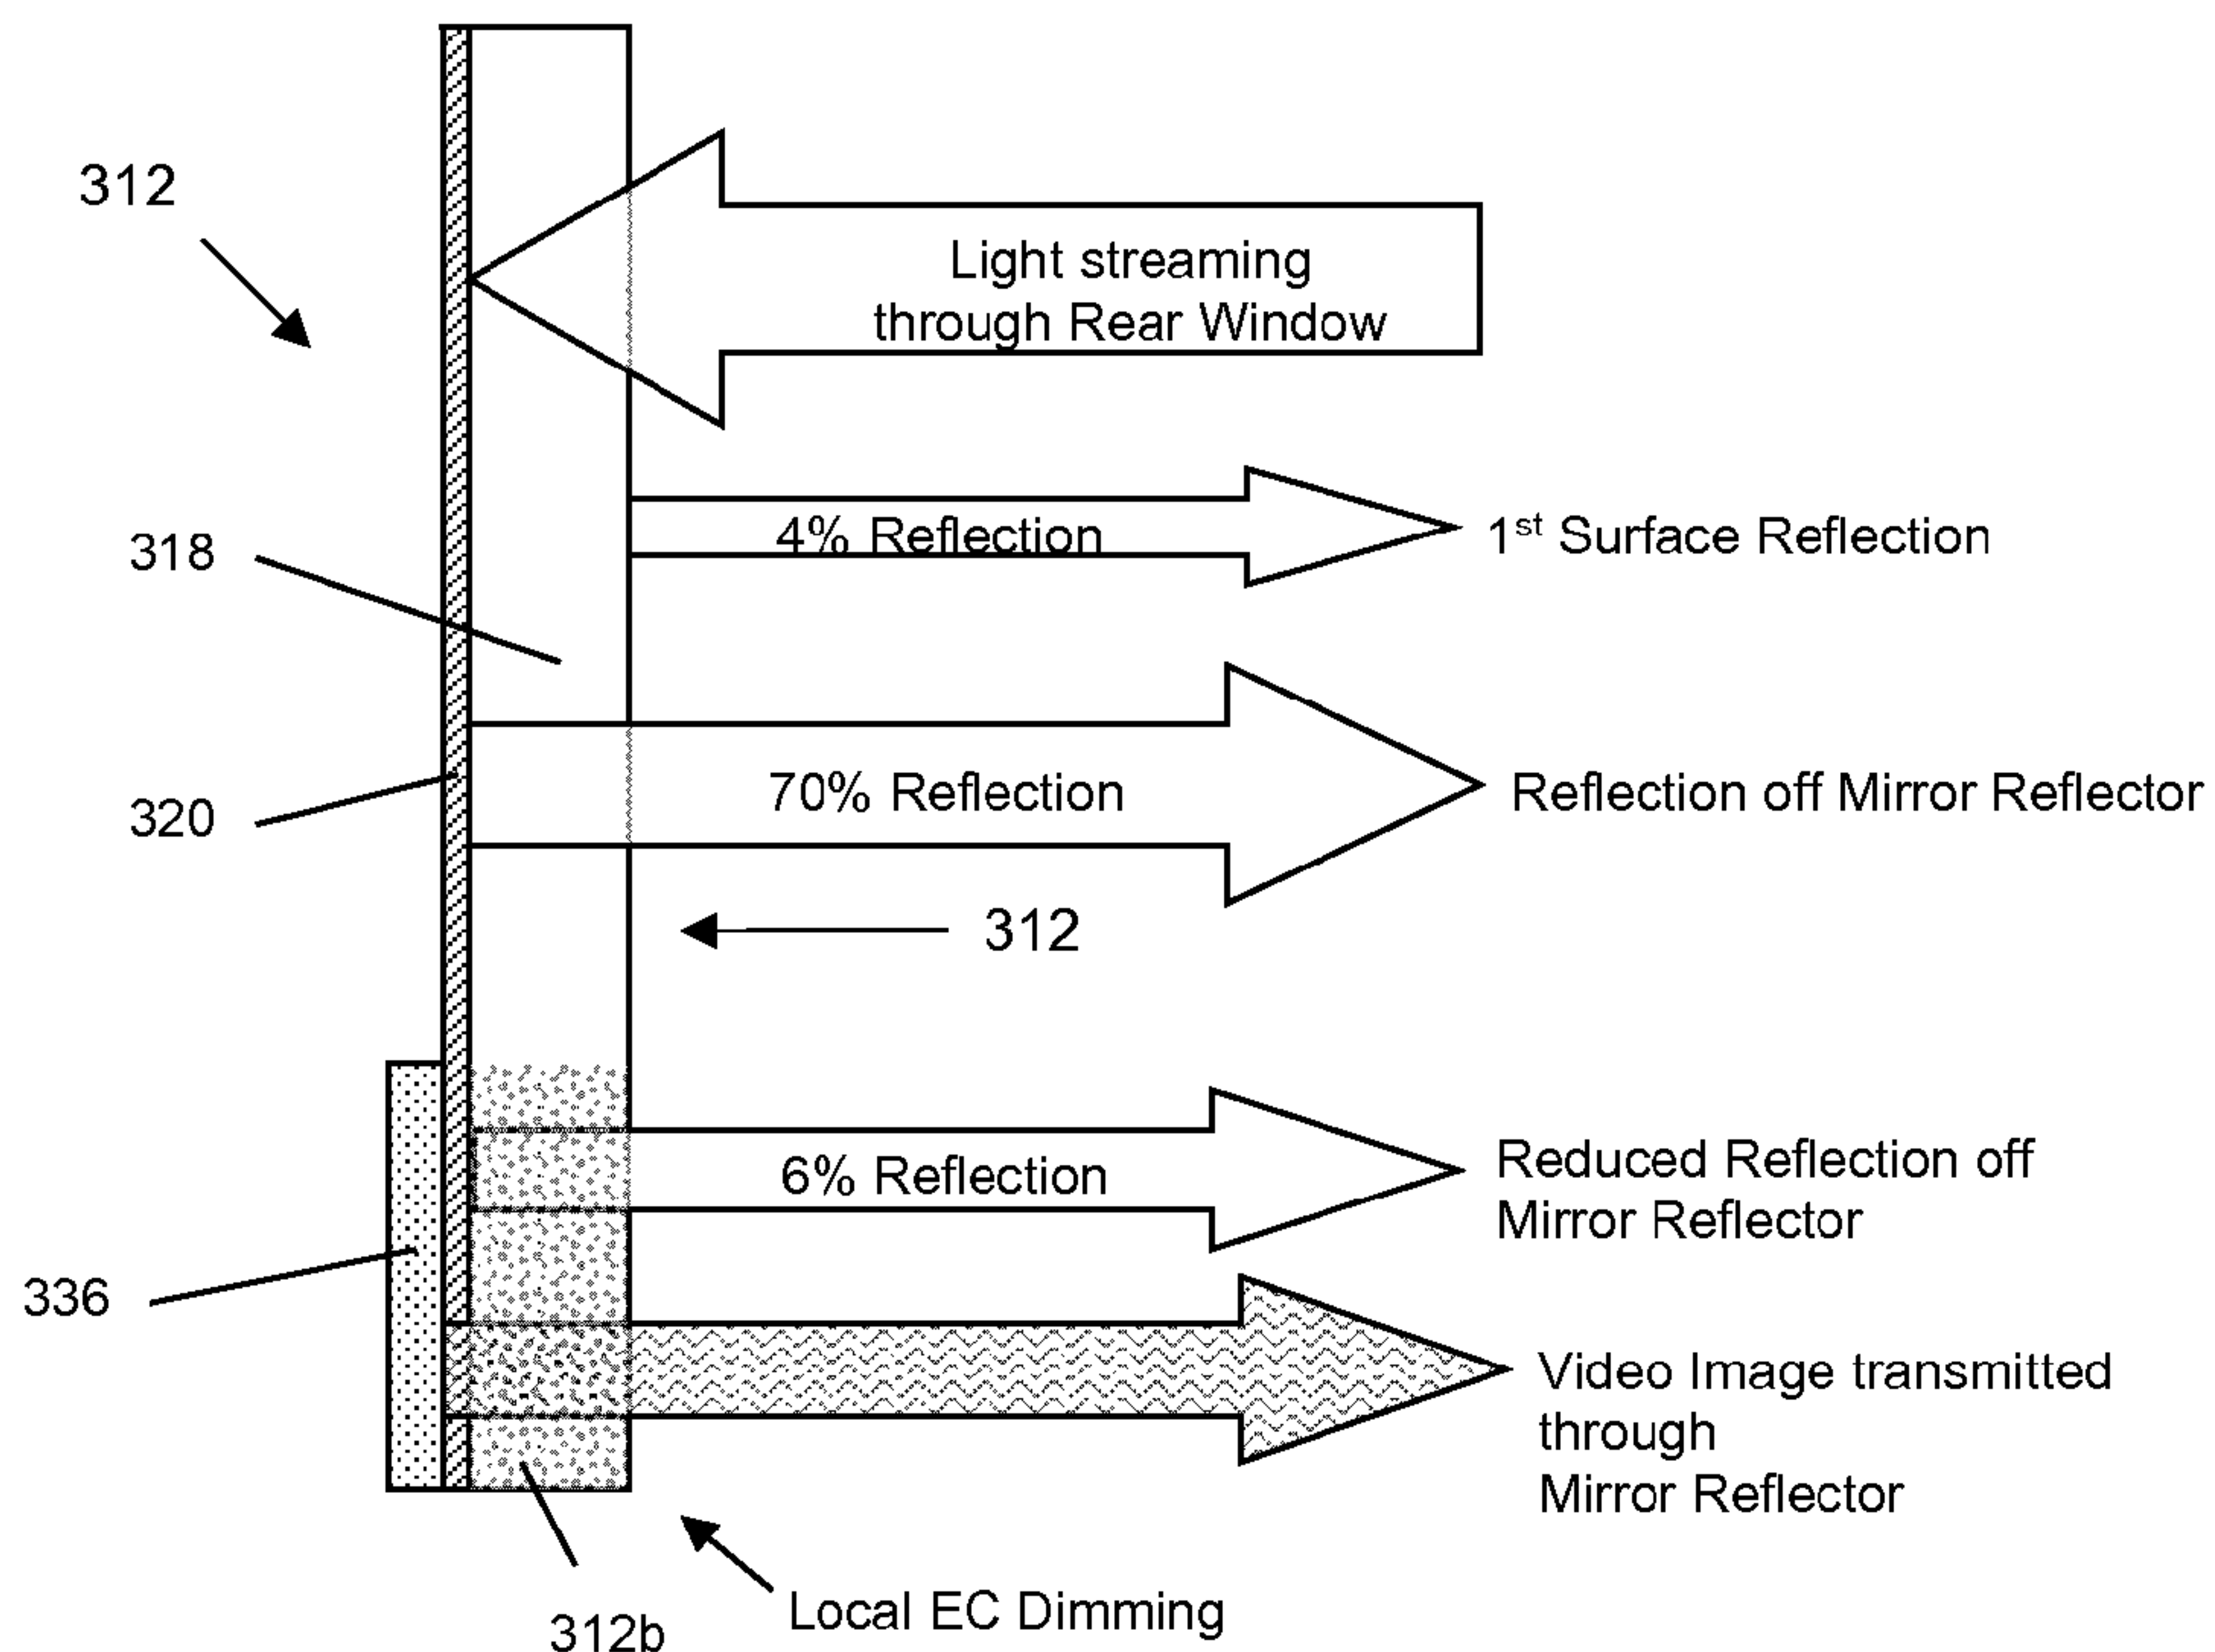 312
Light streaming
through Rear Window
318
4% Reflection
1st Surface Reflection
320
70% Reflection
Reflection off Mirror Reflector
312
336
6% Reflection
Reduced Reflection off
Mirror Reflector
Video Image transmitted
through
Mirror Reflector
312b
Local EC Dimming